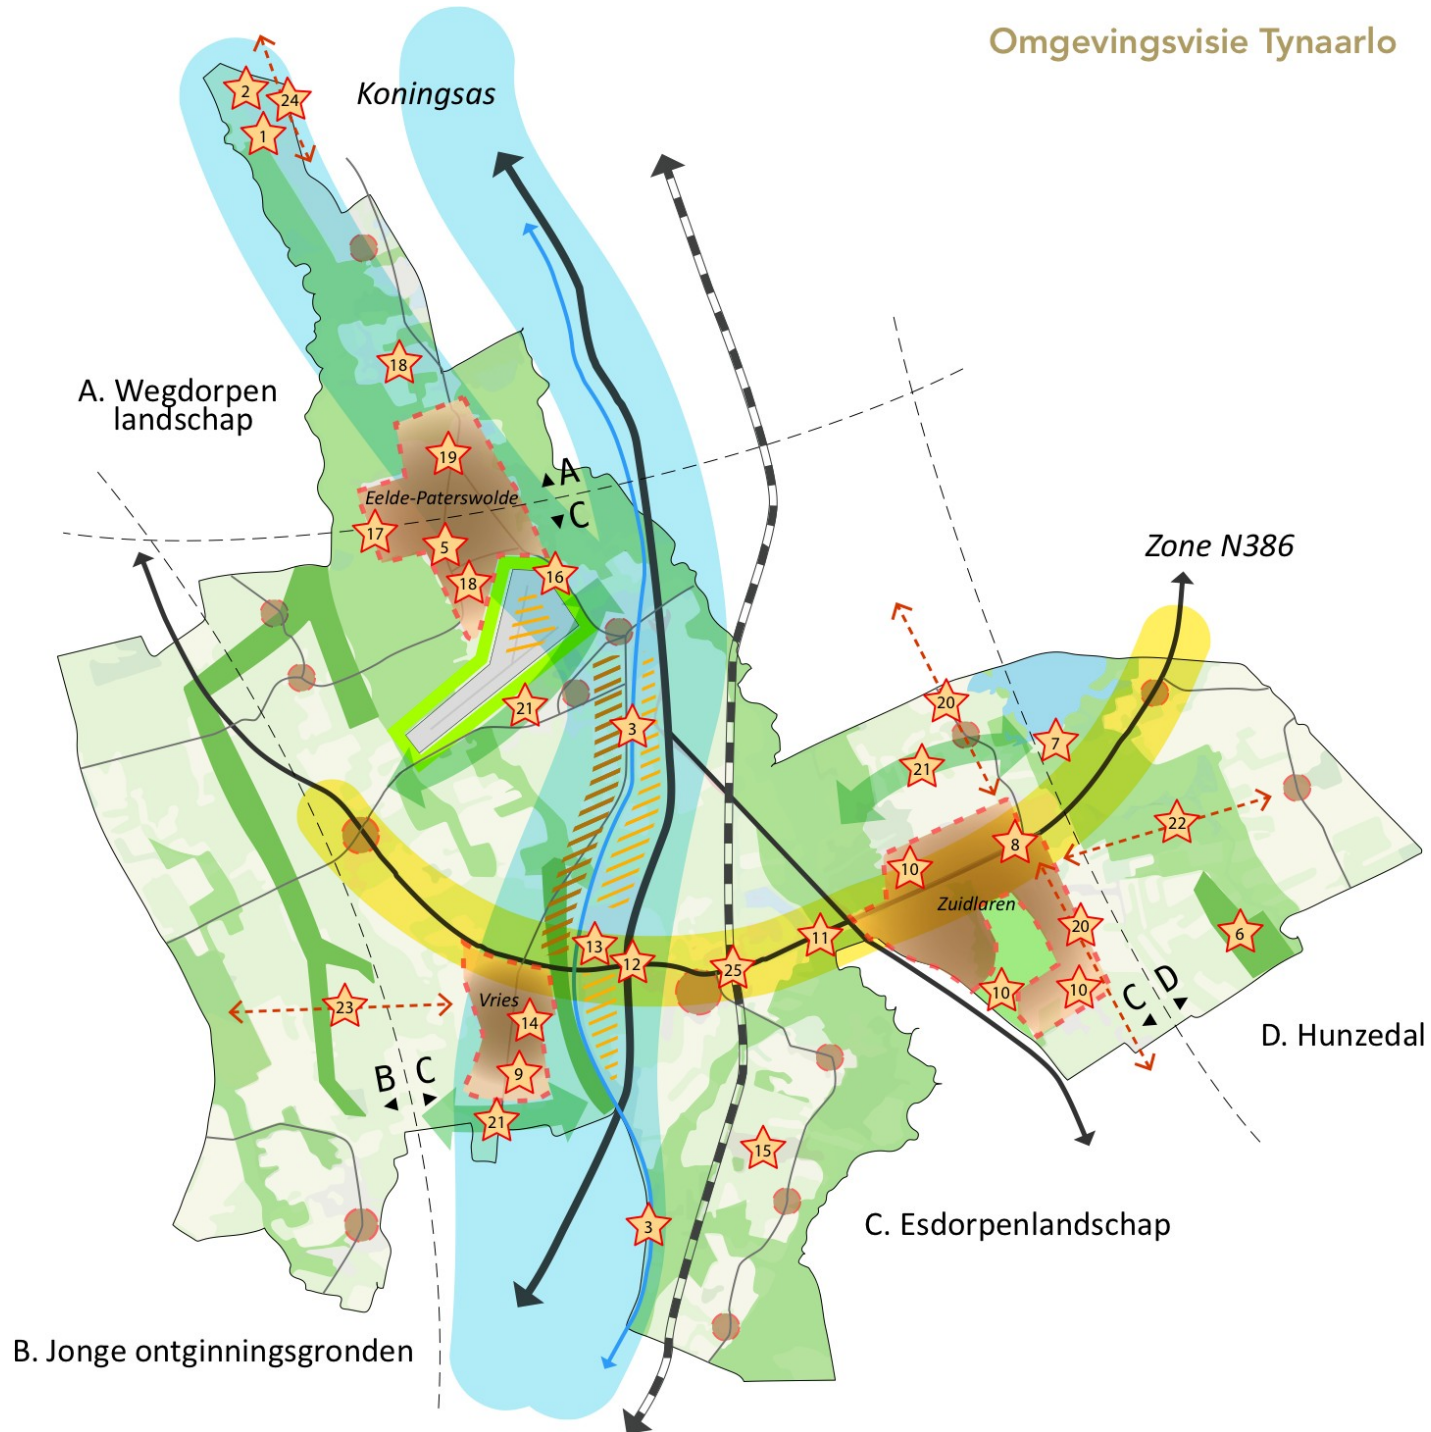 Omgevingsvisie Tynaarlo
Koningsas
2
24
1
18
A. Wegdorpen
landschap
19
A
Eelde-Paterswolde
C
17
5
Zone N386
18
16
20
21
3
7
21
22
8
10
Zuidlaren
20
6
13
11
12
25
10
10
Vries
23
14
C
D
D. Hunzedal
9
B
C
21
15
3
C. Esdorpenlandschap
B. Jonge ontginningsgronden